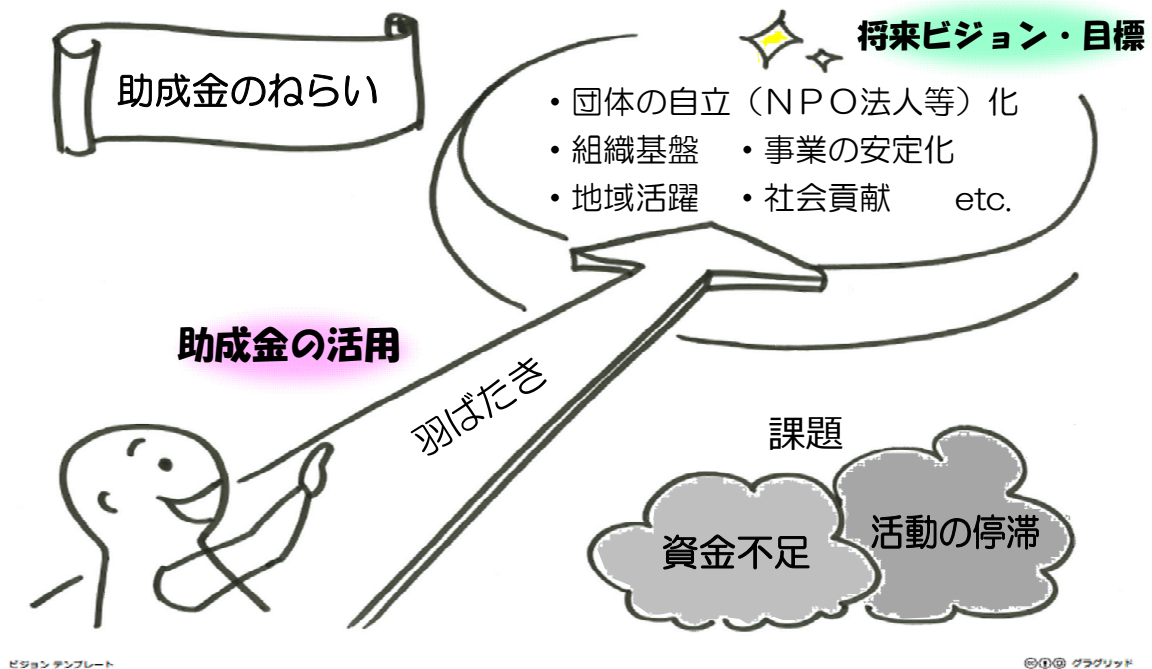 助成金のねらい
将来ビジョン・目標
・団体の自立（ＮＰＯ法人等）化
・組織基盤　・事業の安定化
・地域活躍　・社会貢献　　etc.
助成金の活用
羽ばたき
課題
資金不足
活動の停滞
ビジョン テンプレート
グラグリッド